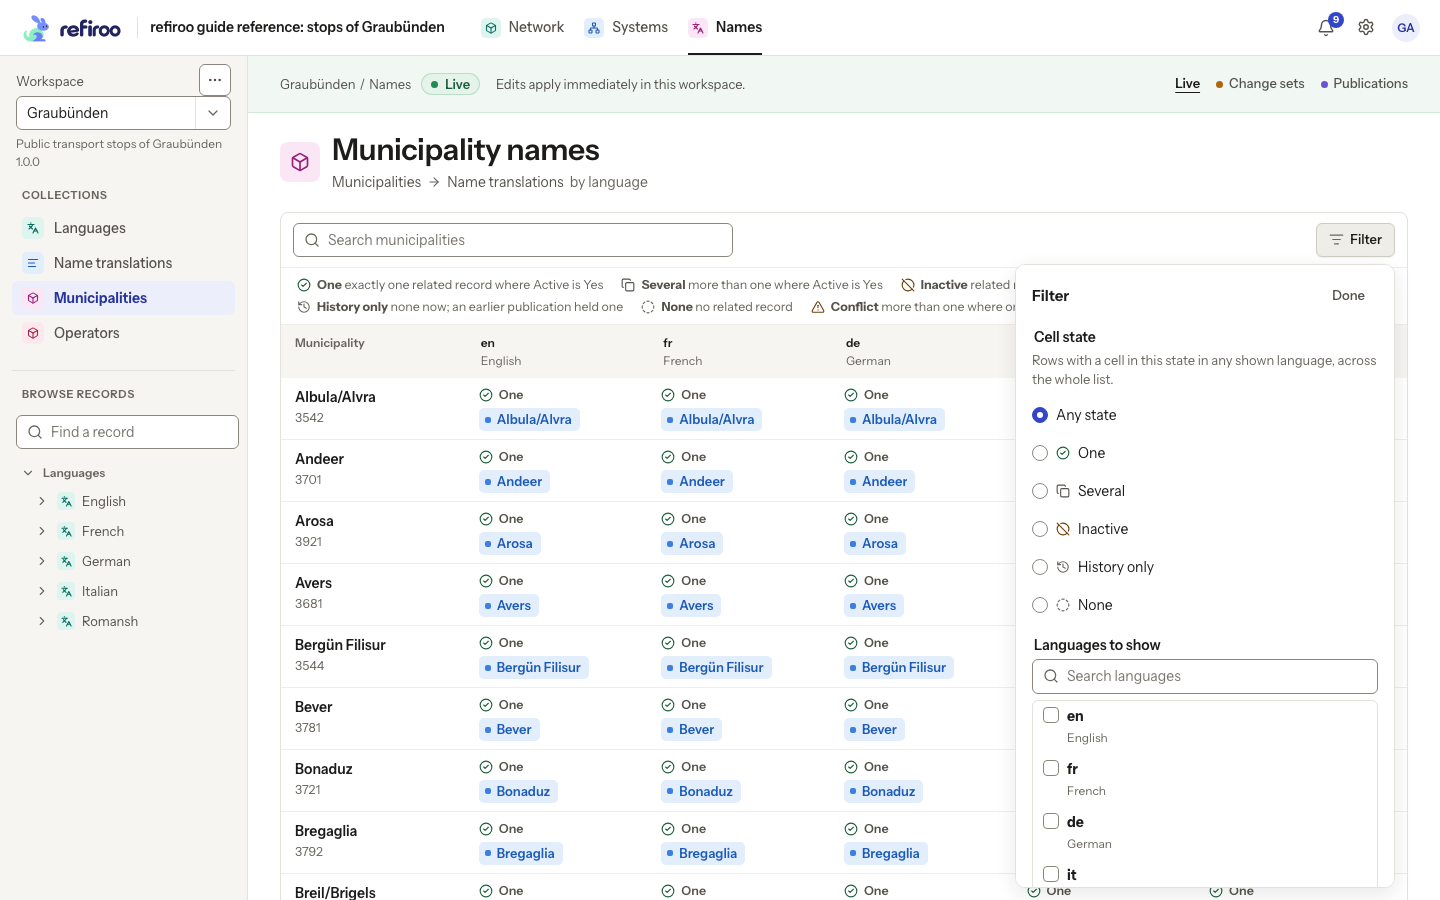 refiroo
refiroo guide reference: stops of Graubünden
Network
Systems
Names
9
GA
Workspace
Graubünden
Public transport stops of Graubünden
1.0.0
COLLECTIONS
Languages
Name translations
Municipalities
Operators
BROWSE RECORDS
Find a record
Languages
English
French
German
Italian
Romansh
Graubünden / Names
Live
Edits apply immediately in this workspace.
Live
Change sets
Publications
Municipality names
Municipalities → Name translations by language
Search municipalities
Filter
One exactly one related record where Active is Yes
Several more than one where Active is Yes
Inactive related
History only none now; an earlier publication held one
None no related record
Conflict more than one where
Municipality
en
English
fr
French
de
German
Albula/Alvra
3542
One
Albula/Alvra
One
Albula/Alvra
One
Albula/Alvra
Andeer
3701
One
Andeer
One
Andeer
One
Andeer
Arosa
3921
One
Arosa
One
Arosa
One
Arosa
Avers
3681
One
Avers
One
Avers
One
Avers
Bergün Filisur
3544
One
Bergün Filisur
One
Bergün Filisur
One
Bergün Filisur
Bever
3781
One
Bever
One
Bever
One
Bever
Bonaduz
3721
One
Bonaduz
One
Bonaduz
One
Bonaduz
Bregaglia
3792
One
Bregaglia
One
Bregaglia
One
Bregaglia
Breil/Brigels
One
One
One
One
One
Filter
Done
Cell state
Rows with a cell in this state in any shown language, across
the whole list.
Any state
One
Several
Inactive
History only
None
Languages to show
Search languages
en
English
fr
French
de
German
it